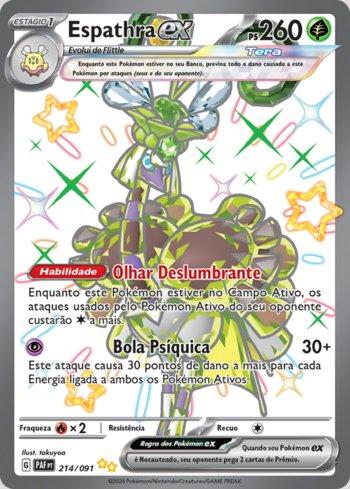 ESTÁGIO 1
Espathra ex PS 260
Evolui de Flittle
Tera
Enquanto este Pokémon estiver no seu Banco, previna todo o dano causado a este
Pokémon por ataques (seus e do seu oponente).
Habilidade Olhar Deslumbrante
Enquanto este Pokémon estiver no Campo Ativo, os
ataques usados pelo Pokémon Ativo do seu oponente
custarão a mais.
Bola Psíquica 30+
Este ataque causa 30 pontos de dano a mais para cada
Energia ligada a ambos os Pokémon Ativos.
Fraqueza × 2 Resistência Recuo
Regra dos Pokémon ex
Quando seu Pokémon ex
é Nocauteado, seu oponente pega 2 cartas de Prêmio.
Ilust. takuyoa
G PAF PT 214/091
©2024 Pokémon/Nintendo/Creatures/GAME FREAK